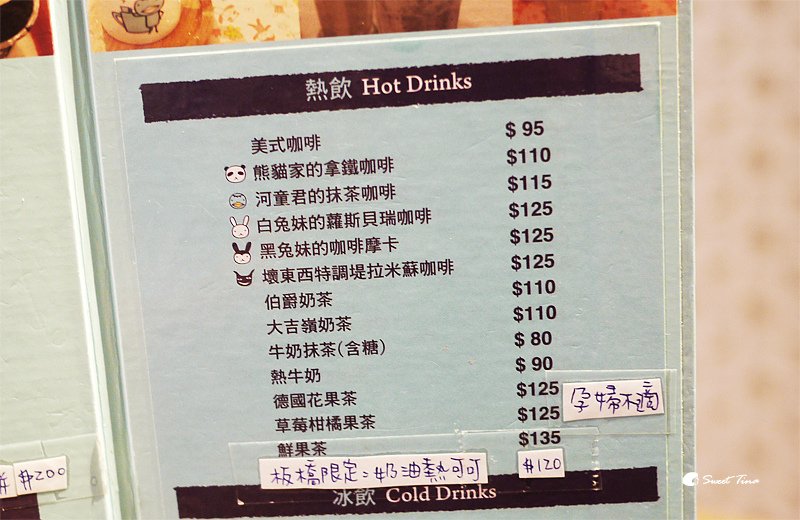 熱飲 Hot Drinks
美式咖啡 $ 95
熊貓家的拿鐵咖啡 $110
河童君的抹茶咖啡 $115
白兔妹的蘿斯貝瑞咖啡 $125
黑兔妹的咖啡摩卡 $125
壞東西特調堤拉米蘇咖啡 $125
伯爵奶茶 $110
大吉嶺奶茶 $110
牛奶抹茶(含糖) $ 80
熱牛奶 $ 90
德國花果茶 $125 孕婦不適
草莓柑橘果茶 $125
鮮果茶 $135
板橋限定：奶油熱可可 $120
$200
冰飲 Cold Drinks
Sweet Tina